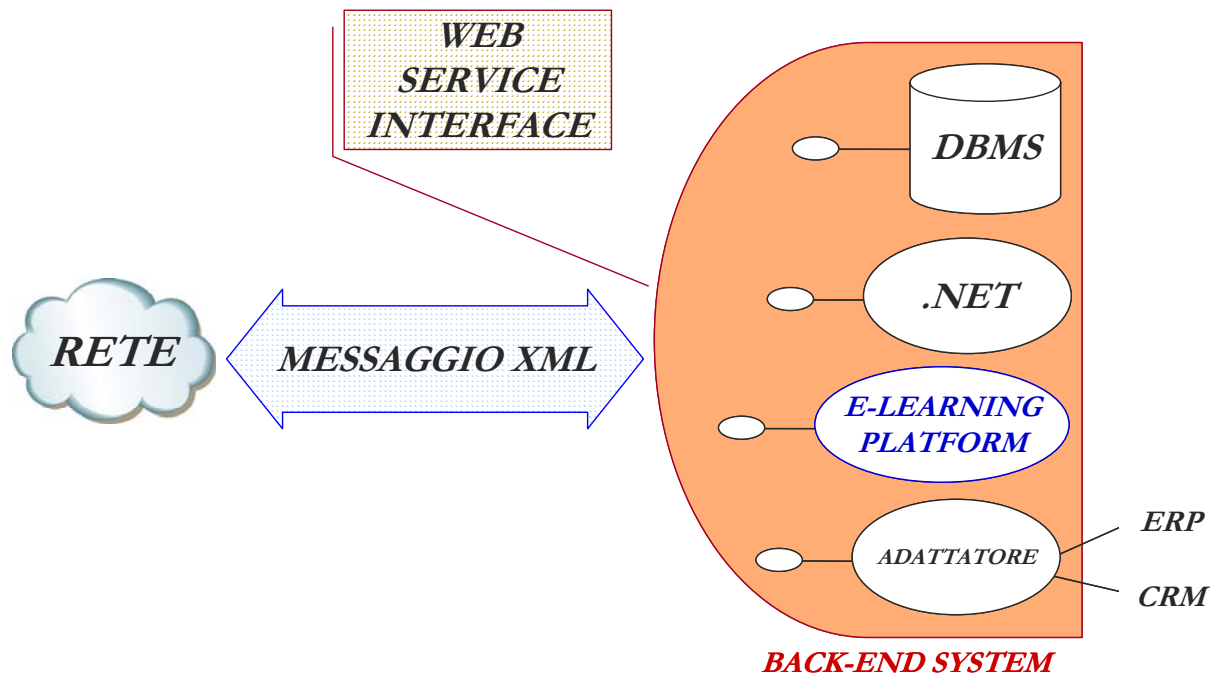 WEB
SERVICE
INTERFACE
DBMS
.NET
RETE
MESSAGGIO XML
E-LEARNING
PLATFORM
ADATTATORE
ERP
CRM
BACK-END SYSTEM